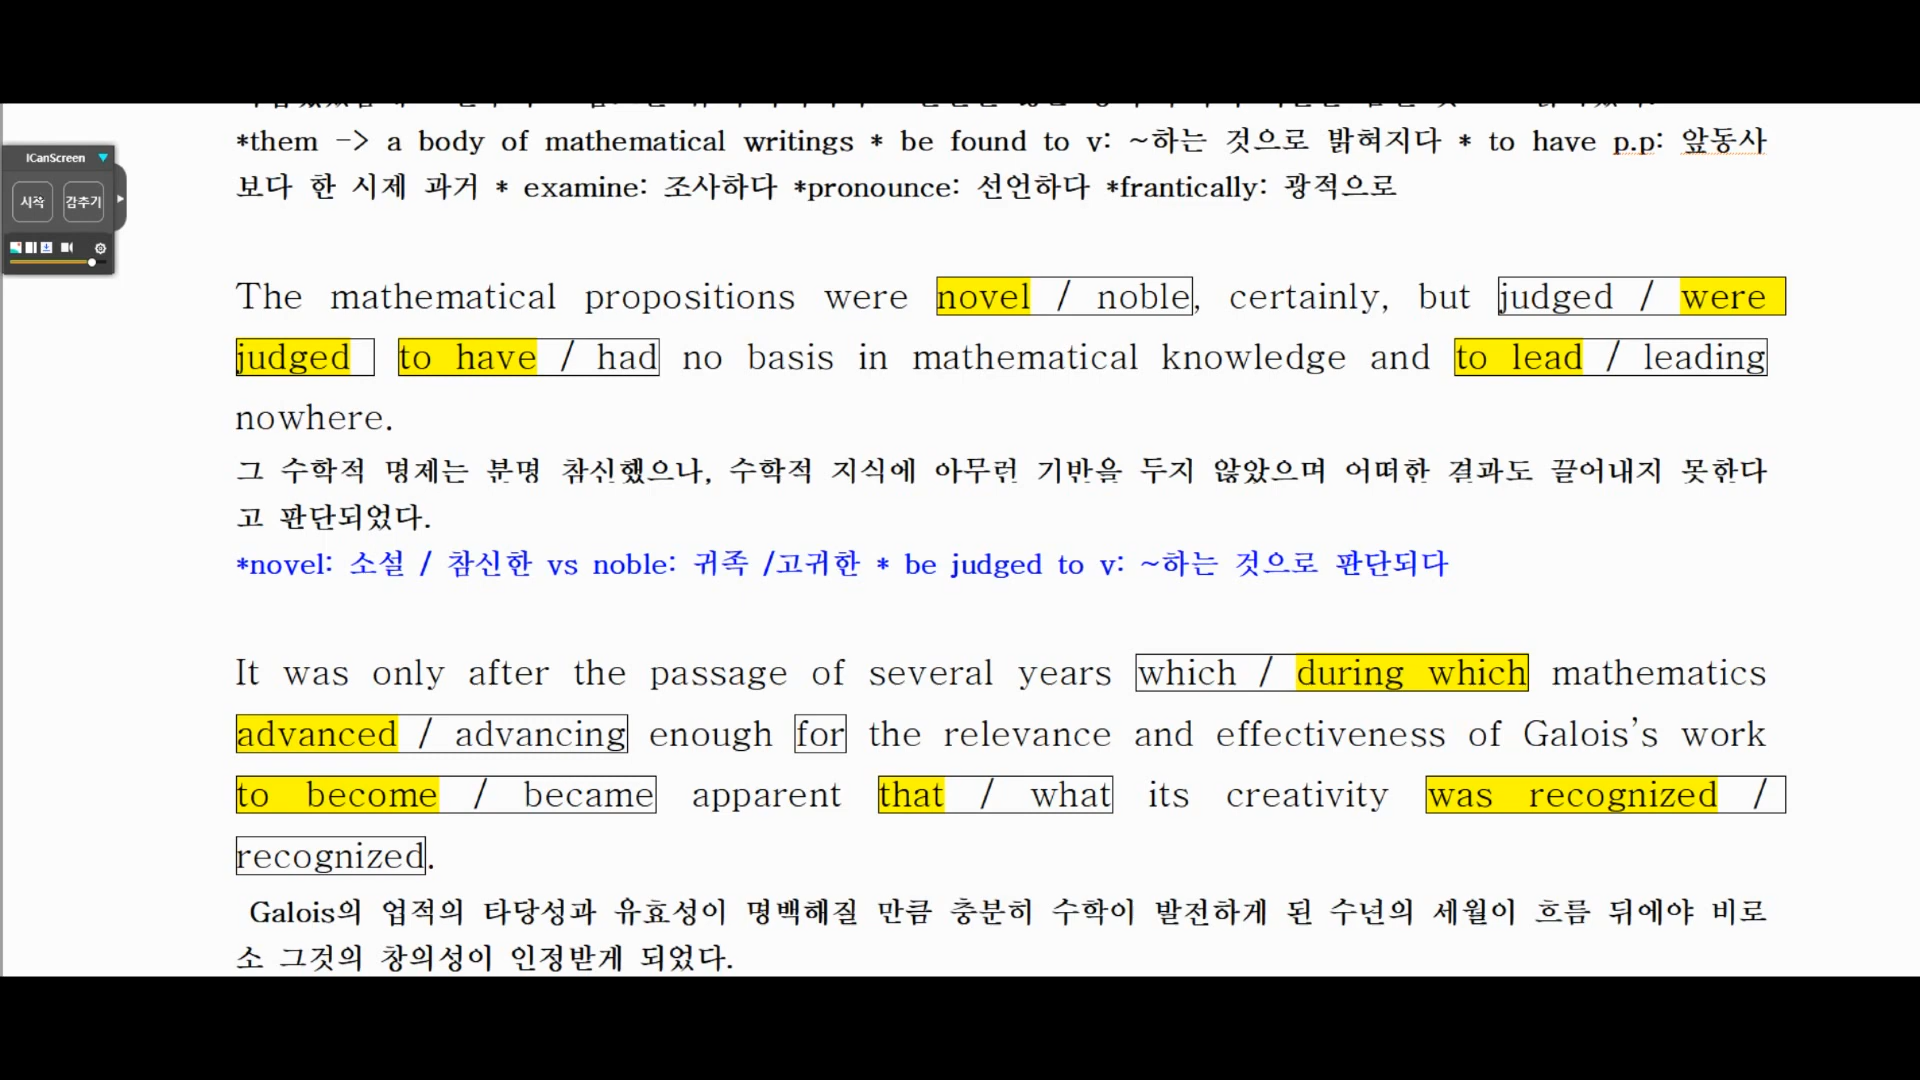 *them -> a body of mathematical writings * be found to v: ~하는 것으로 밝혀지다 * to have p.p: 앞동사
보다 한 시제 과거 * examine: 조사하다 *pronounce: 선언하다 *frantically: 광적으로
ICanScreen
시작 감추기
The mathematical propositions were novel / noble, certainly, but judged / were
judged to have / had no basis in mathematical knowledge and to lead / leading
nowhere.
그 수학적 명제는 분명 참신했으나, 수학적 지식에 아무런 기반을 두지 않았으며 어떠한 결과도 끌어내지 못한다
고 판단되었다.
*novel: 소설 / 참신한 vs noble: 귀족 /고귀한 * be judged to v: ~하는 것으로 판단되다
It was only after the passage of several years which / during which mathematics
advanced / advancing enough for the relevance and effectiveness of Galois's work
to become / became apparent that / what its creativity was recognized /
recognized.
Galois의 업적의 타당성과 유효성이 명백해질 만큼 충분히 수학이 발전하게 된 수년의 세월이 흐름 뒤에야 비로
소 그것의 창의성이 인정받게 되었다.